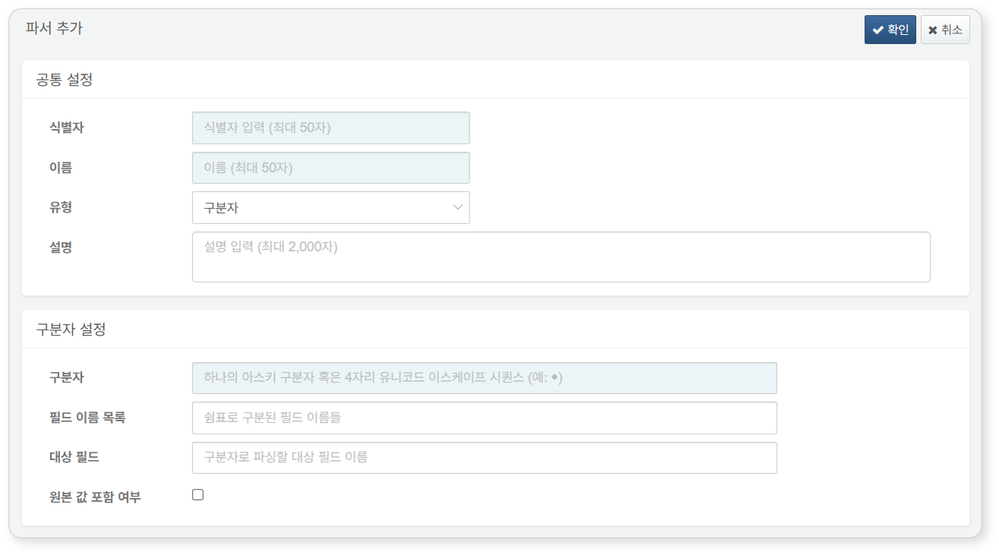 파서 추가
확인
취소
공통 설정
식별자
식별자 입력 (최대 50자)
이름
이름 (최대 50자)
유형
구분자
설명
설명 입력 (최대 2,000자)
구분자 설정
구분자
하나의 아스키 구분자 혹은 4자리 유니코드 이스케이프 시퀀스 (예: •)
필드 이름 목록
쉼표로 구분된 필드 이름들
대상 필드
구분자로 파싱할 대상 필드 이름
원본 값 포함 여부